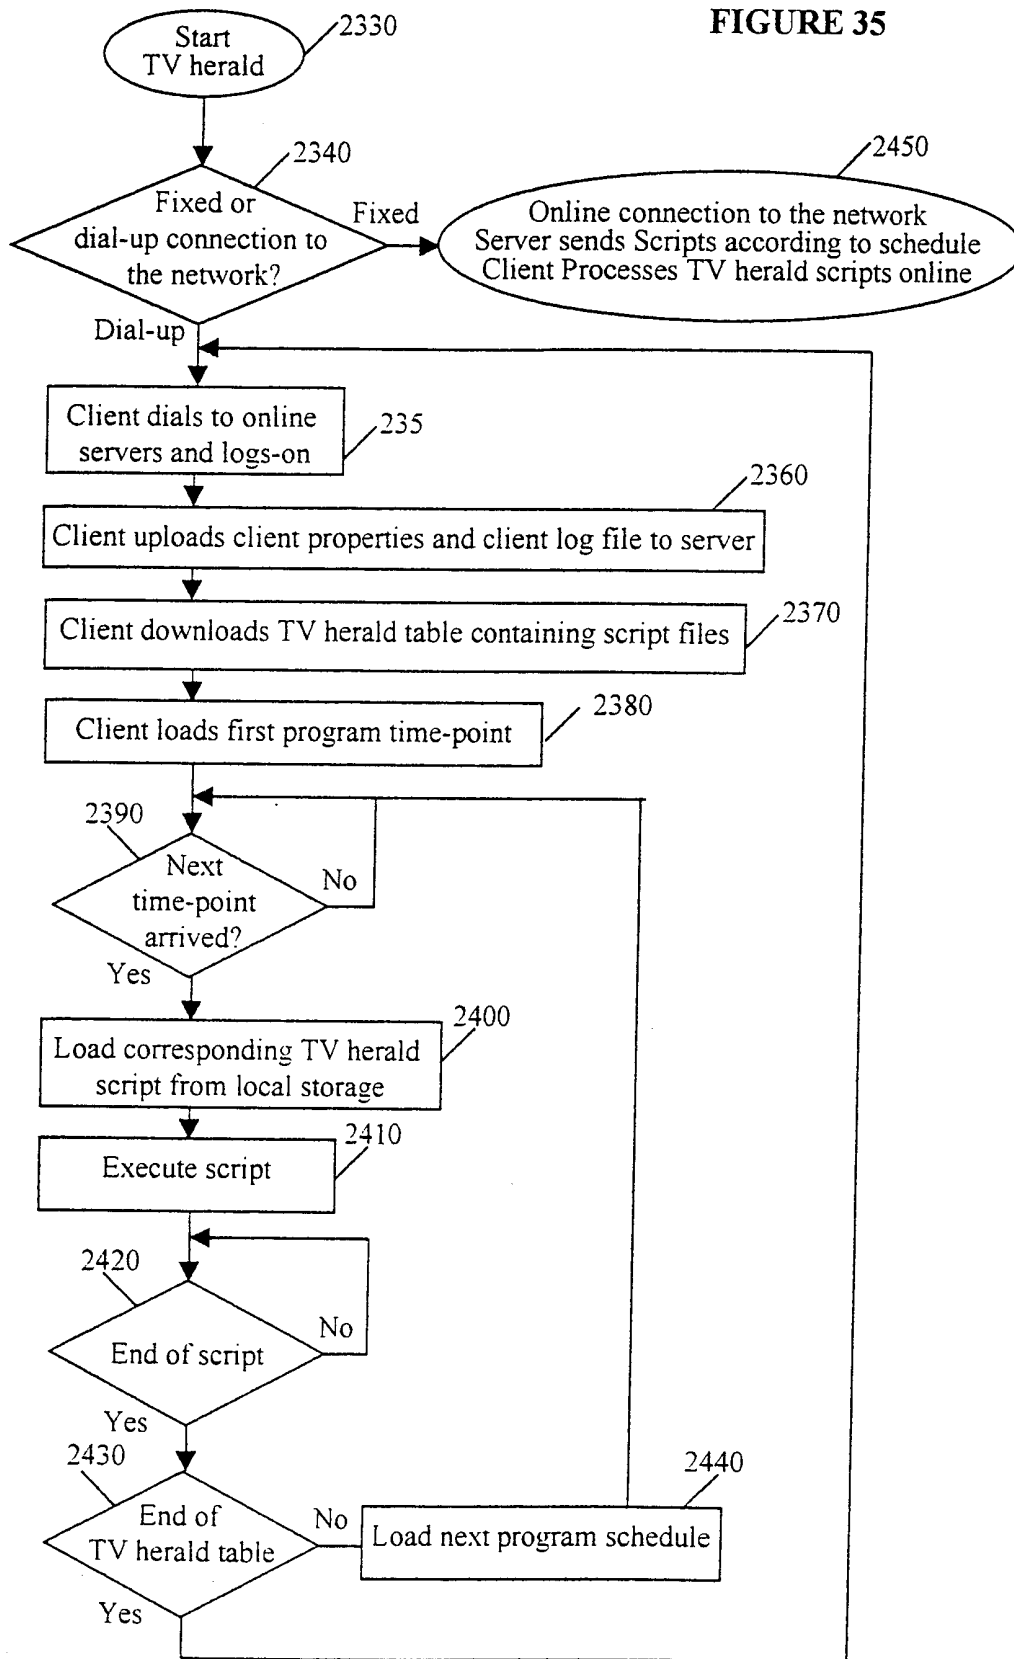 FIGURE 35
Start
TV herald
2330
2340
Fixed or
dial-up connection to
the network?
Fixed
2450
Online connection to the network
Server sends Scripts according to schedule
Client Processes TV herald scripts online
Dial-up
Client dials to online
servers and logs-on
235
2360
Client uploads client properties and client log file to server
2370
Client downloads TV herald table containing script files
2380
Client loads first program time-point
2390
Next
time-point
arrived?
No
Yes
2400
Load corresponding TV herald
script from local storage
2410
Execute script
2420
End of script
No
Yes
2430
End of
TV herald table
No
2440
Load next program schedule
Yes